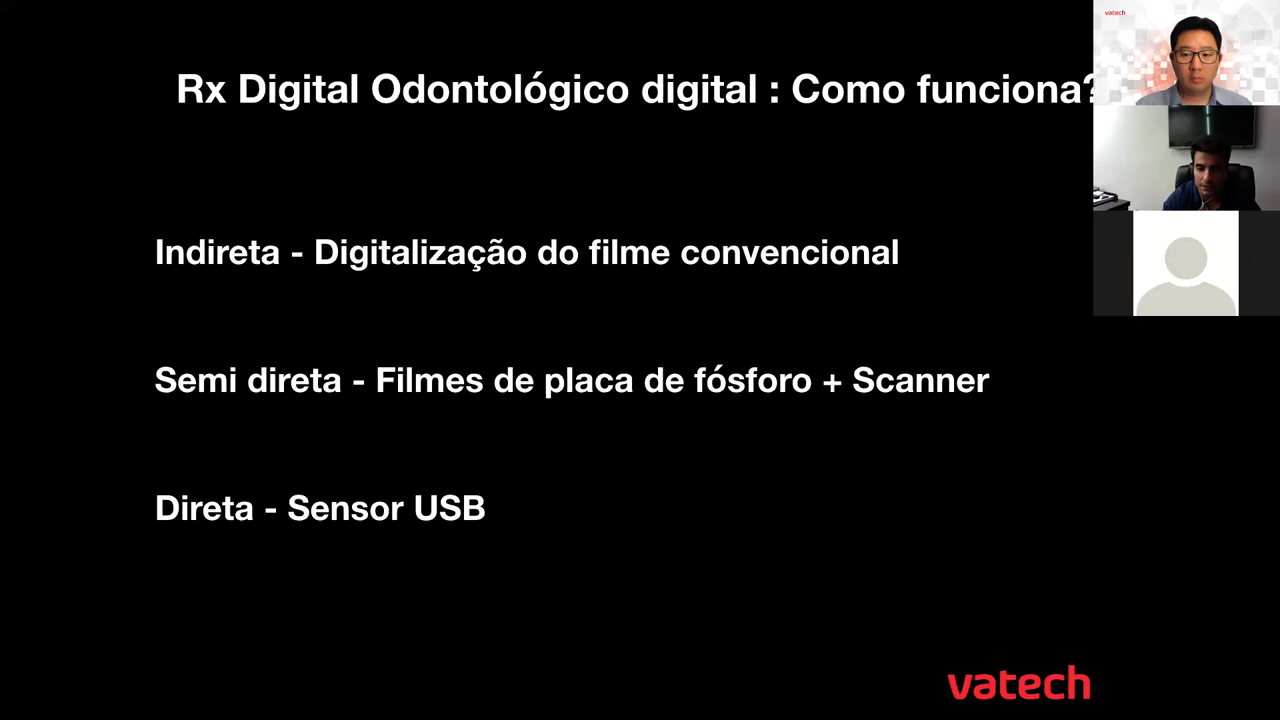 Rx Digital Odontológico digital : Como funciona?
vatech
Indireta - Digitalização do filme convencional
Semi direta - Filmes de placa de fósforo + Scanner
Direta - Sensor USB
vatech